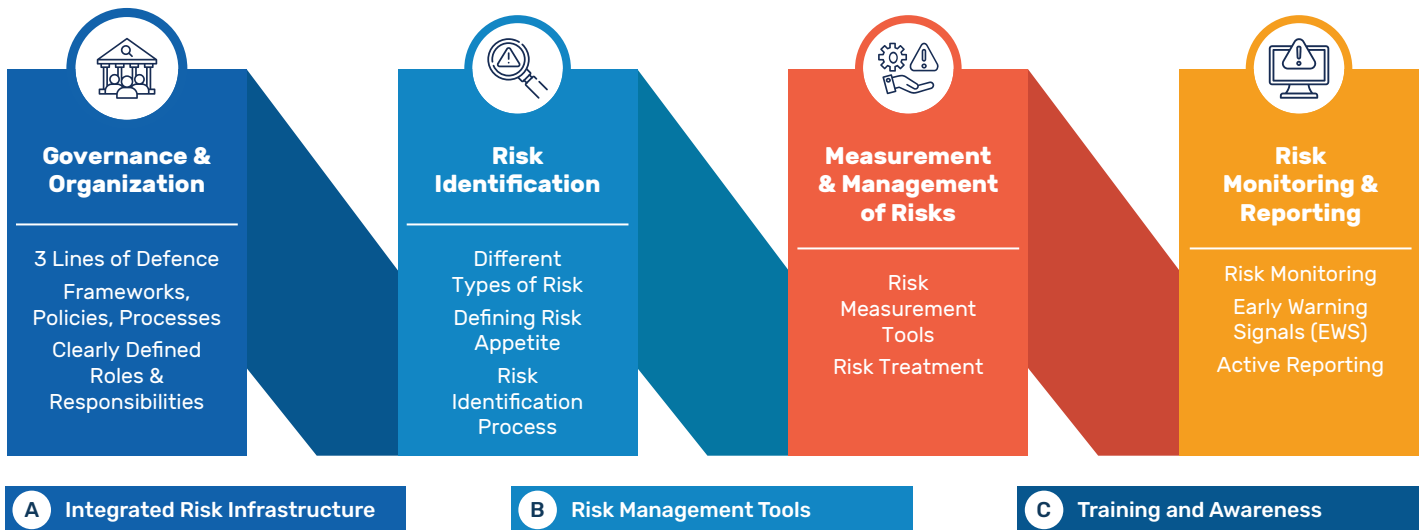 Governance &
Organization
3 Lines of Defence
Frameworks,
Policies, Processes
Clearly Defined
Roles &
Responsibilities
Risk
Identification
Different
Types of Risk
Defining Risk
Appetite
Risk
Identification
Process
Measurement
& Management
of Risks
Risk
Measurement
Tools
Risk Treatment
Risk
Monitoring &
Reporting
Risk Monitoring
Early Warning
Signals (EWS)
Active Reporting
A Integrated Risk Infrastructure
B Risk Management Tools
C Training and Awareness